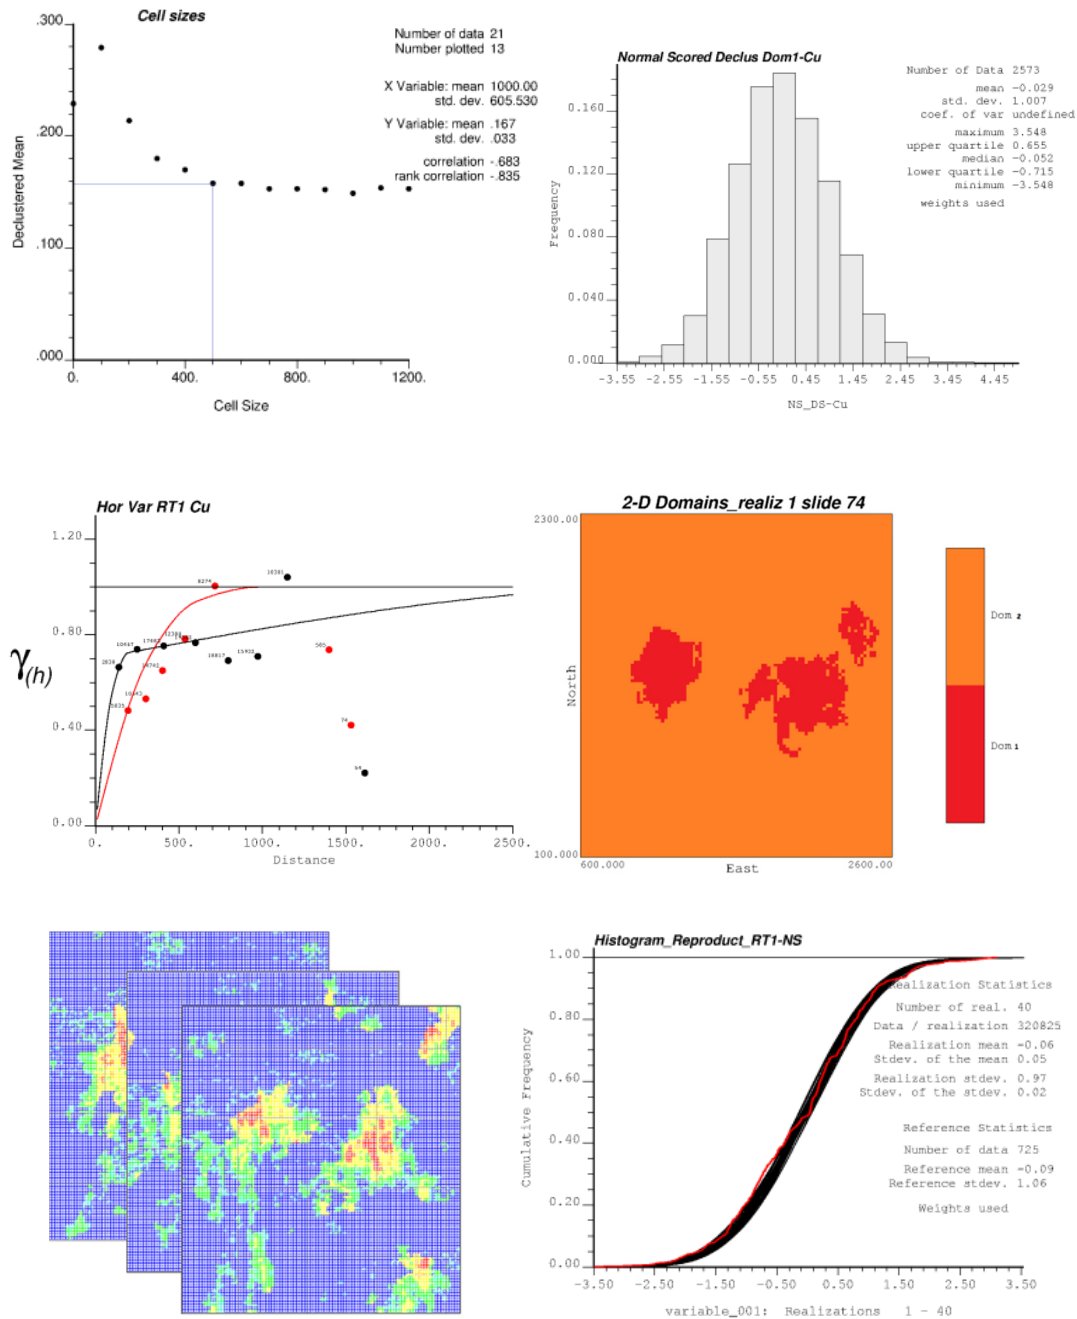 Cell sizes
.300
.200
.100
.000
Declustered Mean
0.
400.
800.
1200.
Cell Size
Number of data 21
Number plotted 13
X Variable: mean 1000.00
std. dev. 605.530
Y Variable: mean .167
std. dev. .033
correlation -.683
rank correlation -.835
Normal Scored Declus Dom1-Cu
Frequency
0.160
0.120
0.080
0.040
0.000
-3.55
-2.55
-1.55
-0.55
0.45
1.45
2.45
3.45
4.45
NS_DS-Cu
Number of Data 2573
mean -0.029
std. dev. 1.007
coef. of var undefined
maximum 3.548
upper quartile 0.655
median -0.052
lower quartile -0.715
minimum -3.548
weights used
Hor Var RT1 Cu
γ(h)
1.20
0.80
0.40
0.00
0.
500.
1000.
1500.
2000.
2500.
Distance
8274
10381
565
74
2-D Domains_realiz 1 slide 74
2300.00
North
100.000
600.000
East
2600.00
Dom 2
Dom 1
Histogram_Reproduct_RT1-NS
Cumulative Frequency
1.00
0.80
0.60
0.40
0.20
0.00
-3.50
-2.50
-1.50
-0.50
0.50
1.50
2.50
3.50
variable_001: Realizations 1 - 40
Realization Statistics
Number of real. 40
Data / realization 320825
Realization mean -0.06
Stdev. of the mean 0.05
Realization stdev. 0.97
Stdev. of the stdev. 0.02
Reference Statistics
Number of data 725
Reference mean -0.09
Reference stdev. 1.06
Weights used